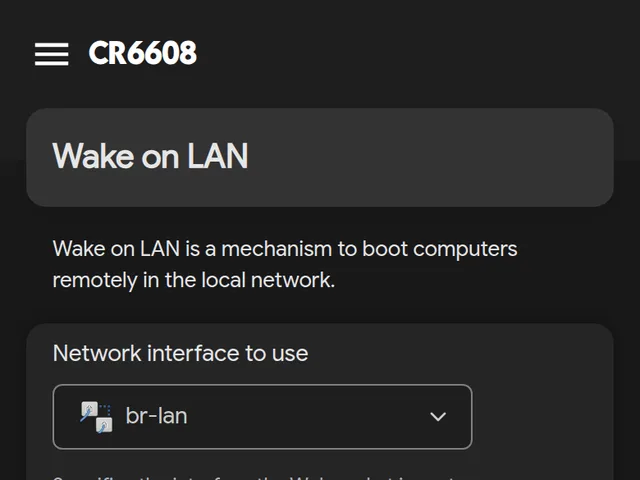 CR6608
Wake on LAN
Wake on LAN is a mechanism to boot computers
remotely in the local network.
Network interface to use
br-lan